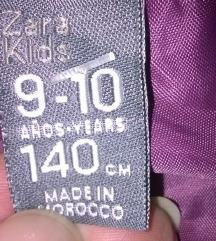 Zara
Kids
9-10
AÑOS-YEARS
140 CM
MADE IN
MOROCCO